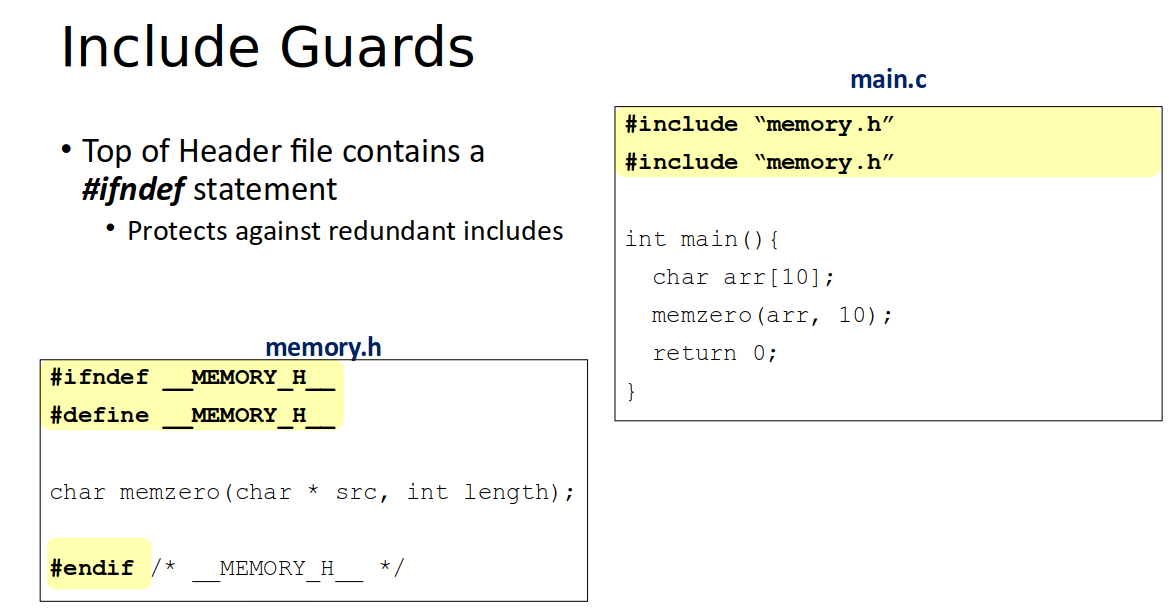 Include Guards
• Top of Header file contains a
#ifndef statement
• Protects against redundant includes
memory.h
#ifndef __MEMORY_H__
#define __MEMORY_H__
char memzero(char * src, int length);
#endif /* __MEMORY_H__ */
main.c
#include “memory.h”
#include “memory.h”
int main(){
char arr[10];
memzero(arr, 10);
return 0;
}